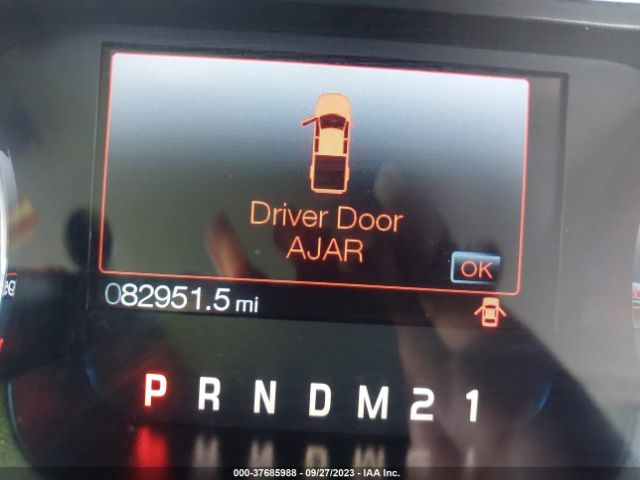 Driver Door
AJAR
OK
082951.5 mi
P R N D M 2 1
000-37685988 - 09/27/2023 - IAA Inc.